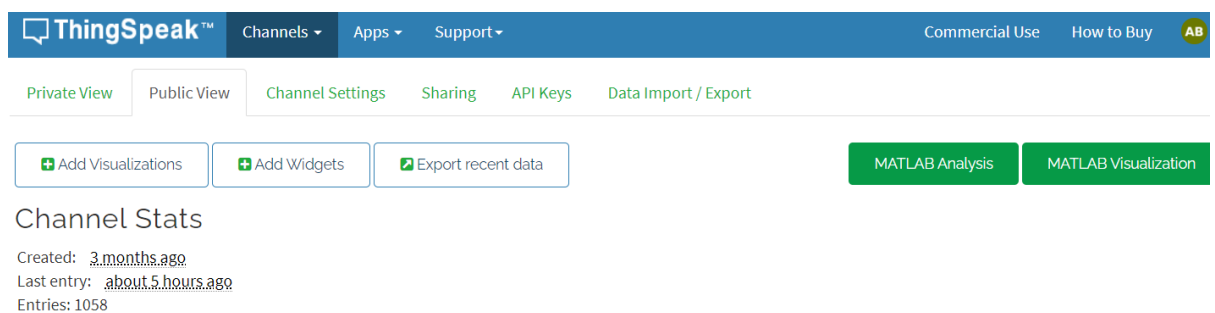 ThingSpeak™ Channels Apps Support Commercial Use How to Buy AB
Private View Public View Channel Settings Sharing API Keys Data Import / Export
Add Visualizations Add Widgets Export recent data MATLAB Analysis MATLAB Visualization
Channel Stats
Created: 3 months ago
Last entry: about 5 hours ago
Entries: 1058